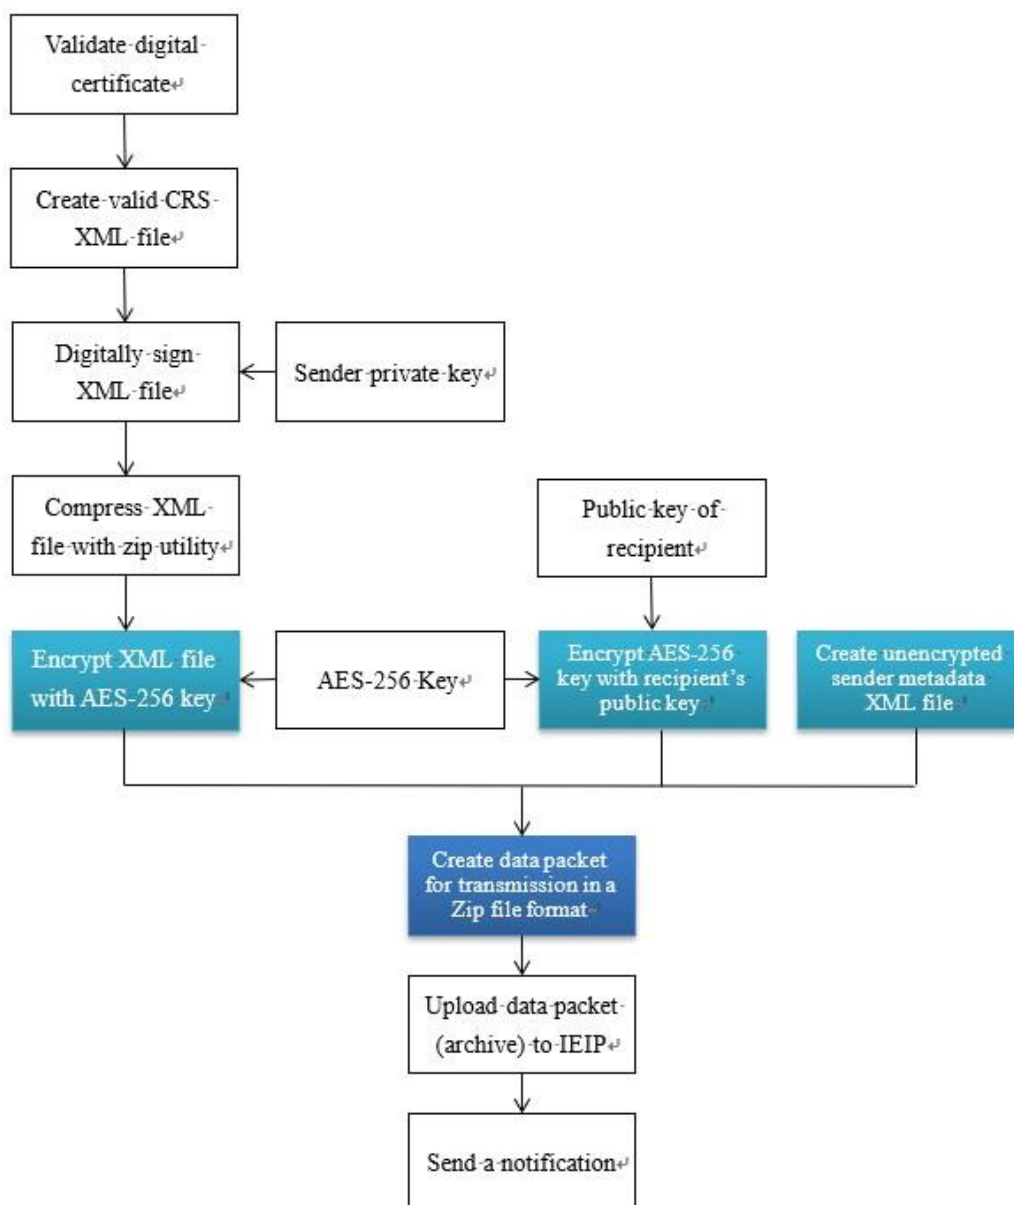 Validate digital
certificate
Create valid CRS
XML file
Digitally sign
XML file
Sender private key
Compress XML
file with zip utility
Public key of
recipient
Encrypt XML file
with AES-256 key
AES-256 Key
Encrypt AES-256
key with recipient's
public key
Create unencrypted
sender metadata
XML file
Create data packet
for transmission in a
Zip file format
Upload data packet
(archive) to IEIP
Send a notification